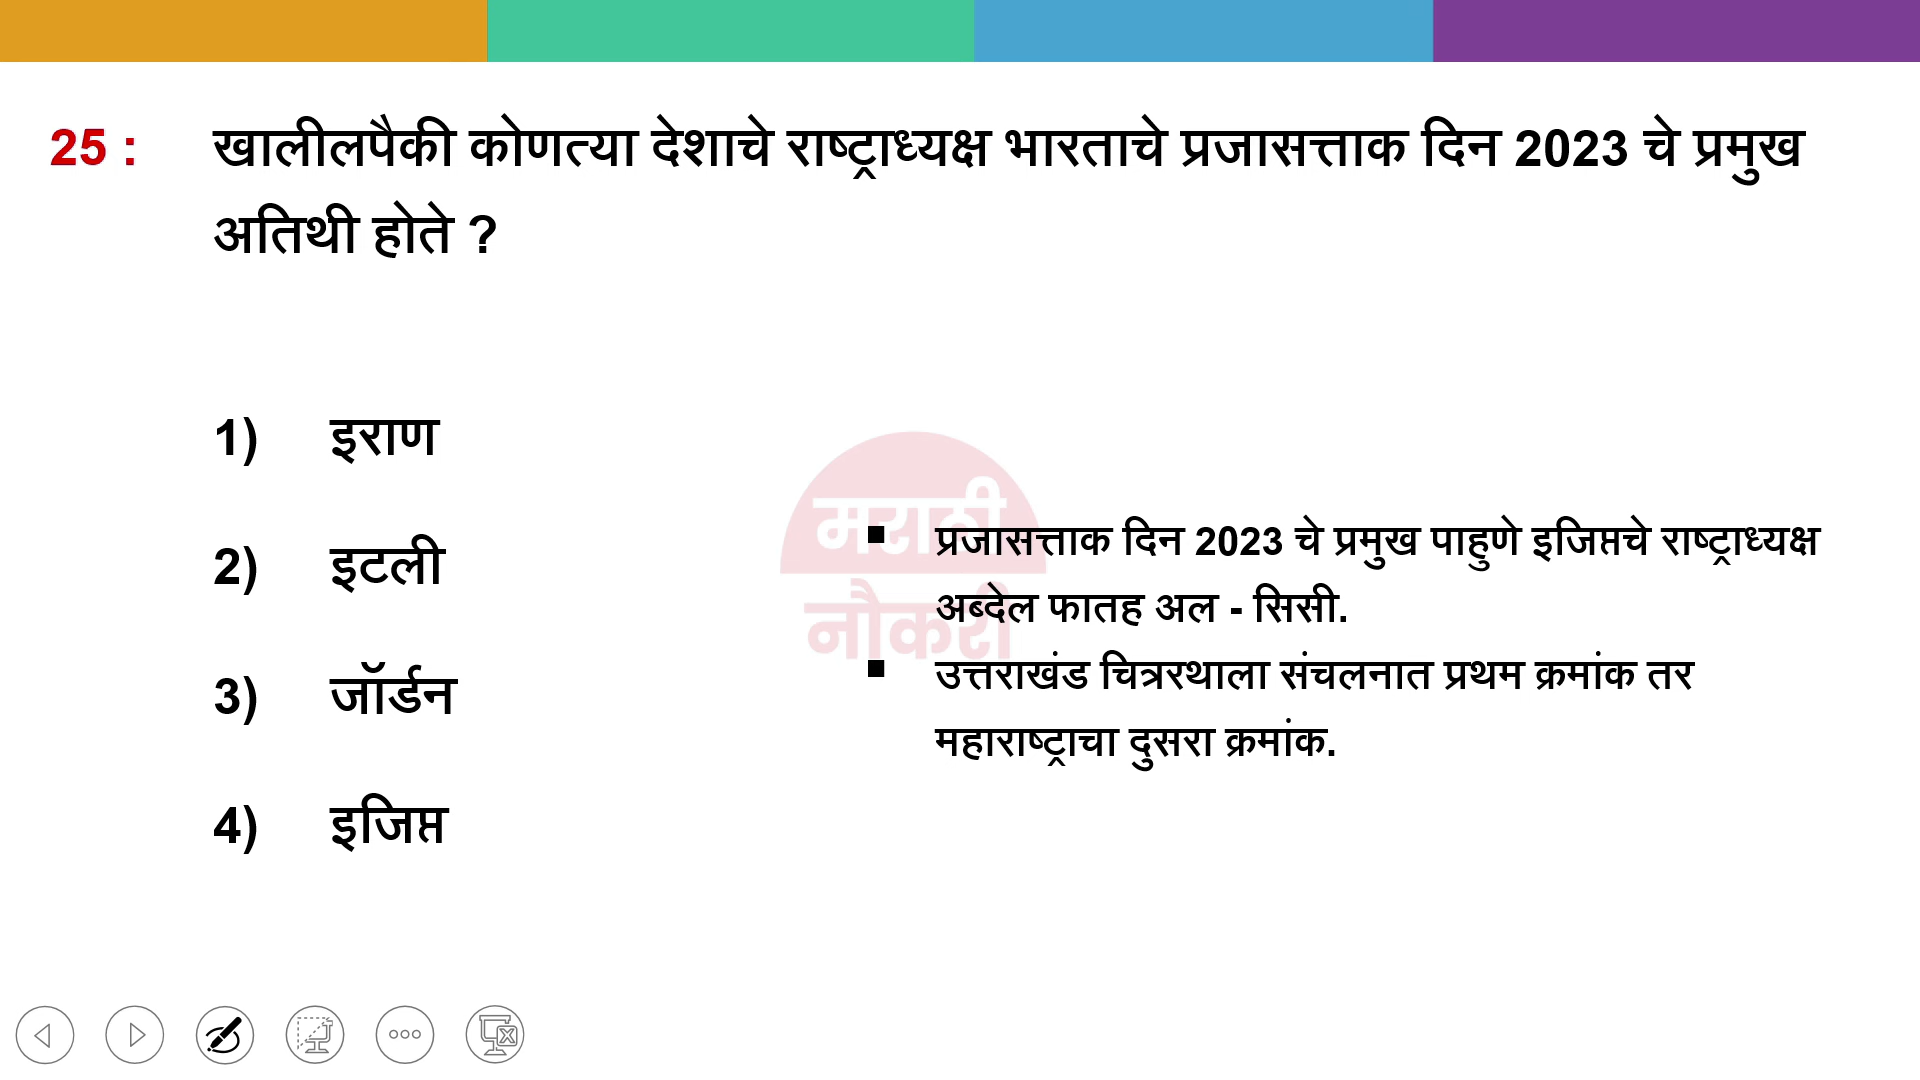 25 : खालीलपैकी कोणत्या देशाचे राष्ट्राध्यक्ष भारताचे प्रजासत्ताक दिन 2023 चे प्रमुख
अतिथी होते ?
1) इराण
2) इटली
3) जॉर्डन
4) इजिप्त
मराठी
नौकरी
▪ प्रजासत्ताक दिन 2023 चे प्रमुख पाहुणे इजिप्तचे राष्ट्राध्यक्ष
अब्देल फातह अल - सिसी.
▪ उत्तराखंड चित्ररथाला संचलनात प्रथम क्रमांक तर
महाराष्ट्राचा दुसरा क्रमांक.